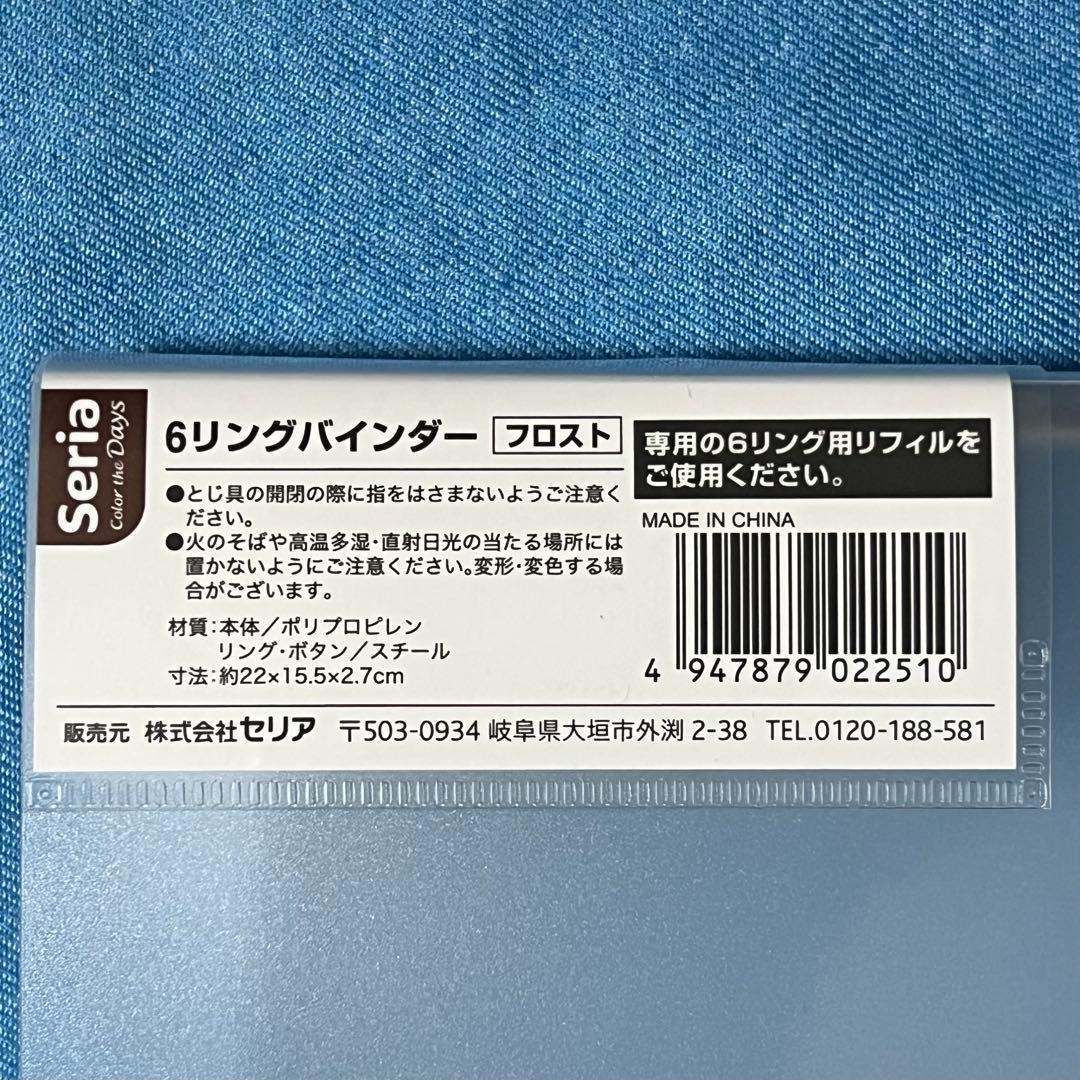 Seria
Color the Days
6リングバインダー フロスト
●とじ具の開閉の際に指をはさまないようご注意く
ださい。
●火のそばや高温多湿・直射日光の当たる場所には
置かないようにご注意ください。変形・変色する場
合がございます。
材質：本体／ポリプロピレン
リング・ボタン／スチール
寸法：約22×15.5×2.7cm
専用の6リング用リフィルを
ご使用ください。
MADE IN CHINA
4 947879 022510
販売元 株式会社セリア 〒503-0934 岐阜県大垣市外渕 2-38 TEL.0120-188-581